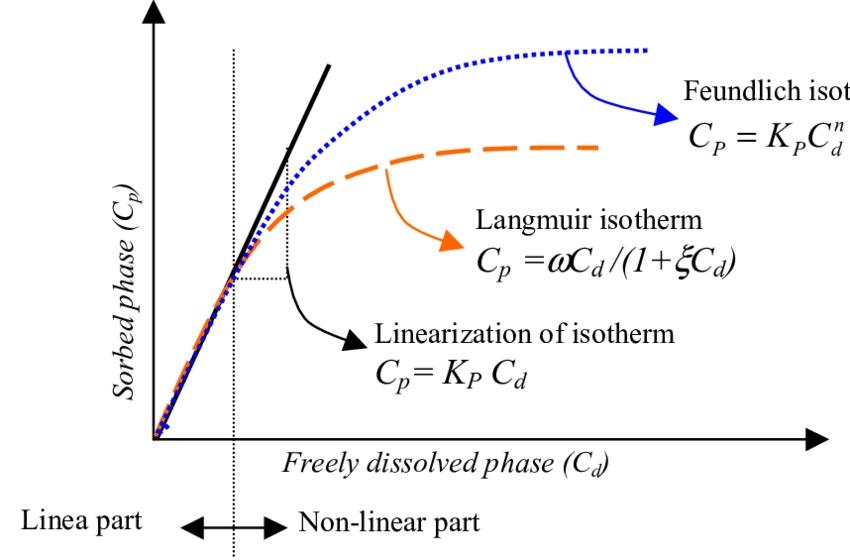 Feundlich isot
C_P = K_P C_d^n
Langmuir isotherm
C_p =ωC_d/(1+ξC_d)
Linearization of isotherm
C_p= K_P C_d
Sorbed phase (C_p)
Freely dissolved phase (C_d)
Linea part
Non-linear part